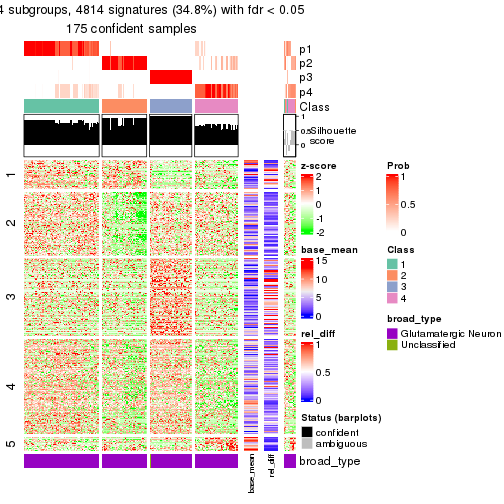 4 subgroups, 4814 signatures (34.8%) with fdr < 0.05
175 confident samples
p1
p2
p3
p4
Class
1
0.5
0
Silhouette
score
1
2
3
4
5
broad_type
base_mean
rel_diff
z-score
2
1
0
-1
-2
base_mean
15
10
5
0
rel_diff
1
0.5
0
Status (barplots)
confident
ambiguous
Prob
1
0.5
0
Class
1
2
3
4
broad_type
Glutamatergic Neuron
Unclassified